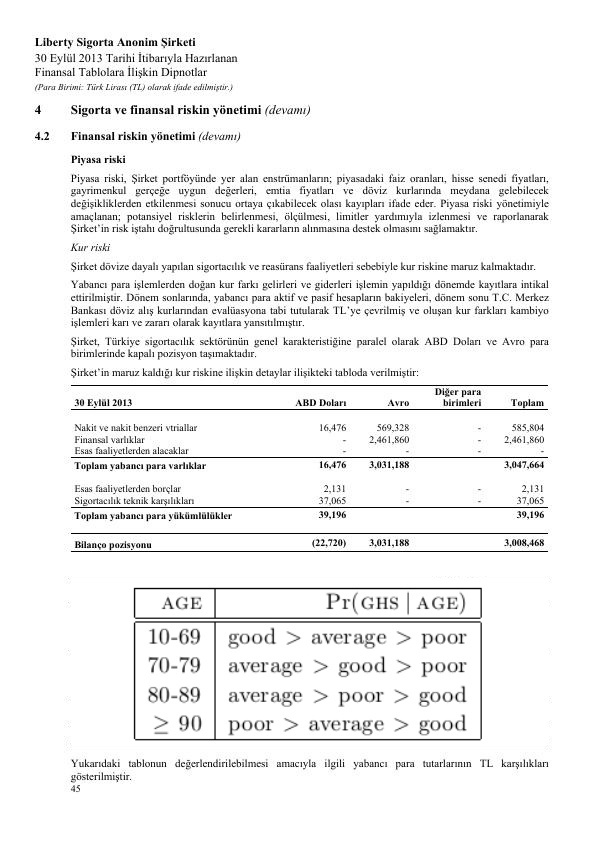 Liberty Sigorta Anonim Şirketi
30 Eylül 2013 Tarihi İtibarıyla Hazırlanan
Finansal Tablolara İlişkin Dipnotlar
(Para Birimi: Türk Lirası (TL) olarak ifade edilmiştir.)
4 Sigorta ve finansal riskin yönetimi (devamı)
4.2 Finansal riskin yönetimi (devamı)
Piyasa riski
Piyasa riski, Şirket portföyünde yer alan enstrümanların; piyasadaki faiz oranları, hisse senedi fiyatları,
gayrimenkul gerçeğe uygun değerleri, emtia fiyatları ve döviz kurlarında meydana gelebilecek
değişikliklerden etkilenmesi sonucu ortaya çıkabilecek olası kayıpları ifade eder. Piyasa riski yönetimiyle
amaçlanan; potansiyel risklerin belirlenmesi, ölçülmesi, limitler yardımıyla izlenmesi ve raporlanarak
Şirket'in risk iştahı doğrultusunda gerekli kararların alınmasına destek olmasını sağlamaktır.
Kur riski
Şirket dövize dayalı yapılan sigortacılık ve reasürans faaliyetleri sebebiyle kur riskine maruz kalmaktadır.
Yabancı para işlemlerden doğan kur farkı gelirleri ve giderleri işlemin yapıldığı dönemde kayıtlara intikal
ettirilmiştir. Dönem sonlarında, yabancı para aktif ve pasif hesapların bakiyeleri, dönem sonu T.C. Merkez
Bankası döviz alış kurlarından evalüasyona tabi tutularak TL'ye çevrilmiş ve oluşan kur farkları kambiyo
işlemleri karı ve zararı olarak kayıtlara yansıtılmıştır.
Şirket, Türkiye sigortacılık sektörünün genel karakteristiğine paralel olarak ABD Doları ve Avro para
birimlerinde kapalı pozisyon taşımaktadır.
Şirket'in maruz kaldığı kur riskine ilişkin detaylar ilişikteki tabloda verilmiştir:
30 Eylül 2013 ABD Doları Avro Diğer para birimleri Toplam
Nakit ve nakit benzeri vtriallar 16,476 569,328 - 585,804
Finansal varlıklar - 2,461,860 - 2,461,860
Esas faaliyetlerden alacaklar - - - -
Toplam yabancı para varlıklar 16,476 3,031,188 3,047,664
Esas faaliyetlerden borçlar 2,131 - - 2,131
Sigortacılık teknik karşılıkları 37,065 - - 37,065
Toplam yabancı para yükümlülükler 39,196 39,196
Bilanço pozisyonu (22,720) 3,031,188 3,008,468
AGE Pr(GHS | AGE)
10-69 good > average > poor
70-79 average > good > poor
80-89 average > poor > good
≥ 90 poor > average > good
Yukarıdaki tablonun değerlendirilebilmesi amacıyla ilgili yabancı para tutarlarının TL karşılıkları
gösterilmiştir.
45